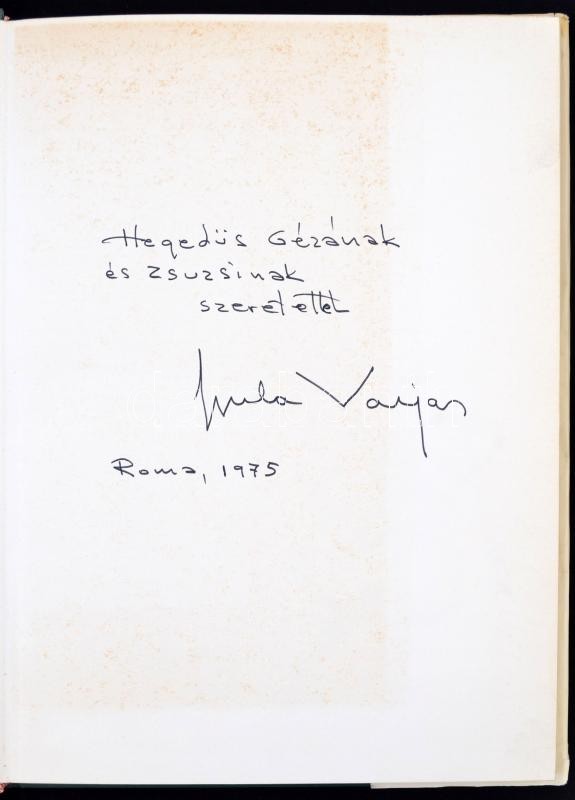 Hegedüs Gézának
és Zsuzsinak
szeretettel
Gyula Varjas
Roma, 1975